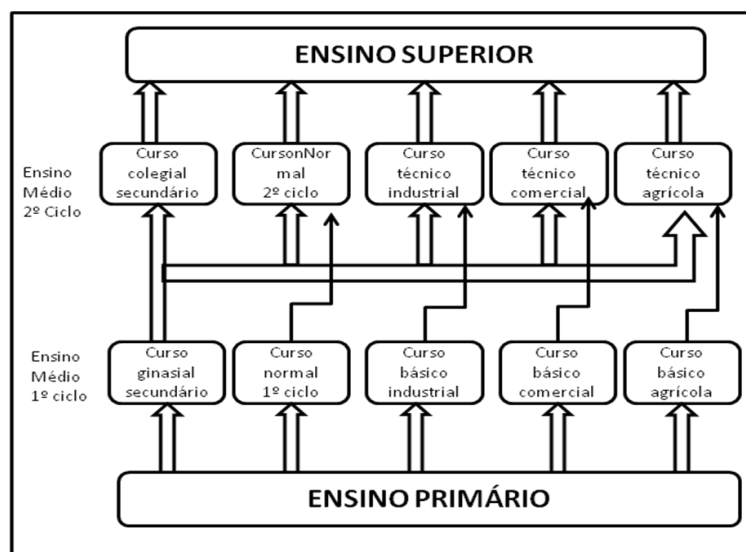 ENSINO SUPERIOR
Ensino
Médio
2º Ciclo
Curso
colegial
secundário
CursonNor
mal
2º ciclo
Curso
técnico
industrial
Curso
técnico
comercial
Curso
técnico
agrícola
Ensino
Médio
1º ciclo
Curso
ginasial
secundário
Curso
normal
1º ciclo
Curso
básico
industrial
Curso
básico
comercial
Curso
básico
agrícola
ENSINO PRIMÁRIO